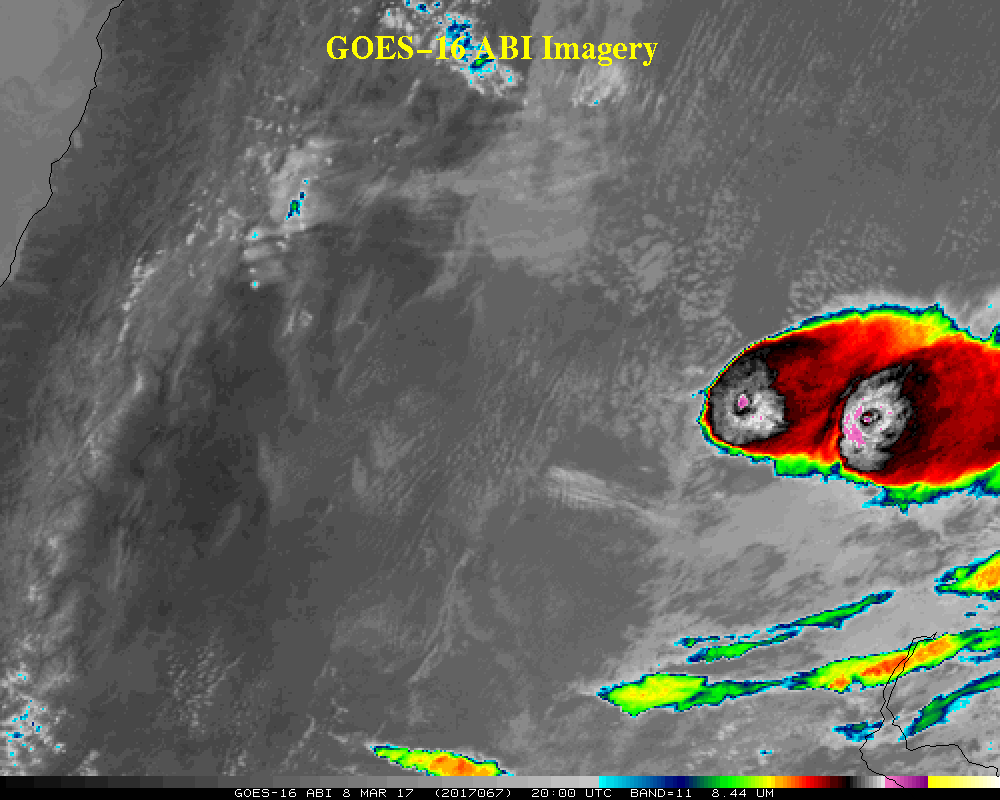 GOES-16 ABI Imagery
GOES-16 ABI 8 MAR 17 (2017067) 20:00 UTC BAND-11 8.44 UM